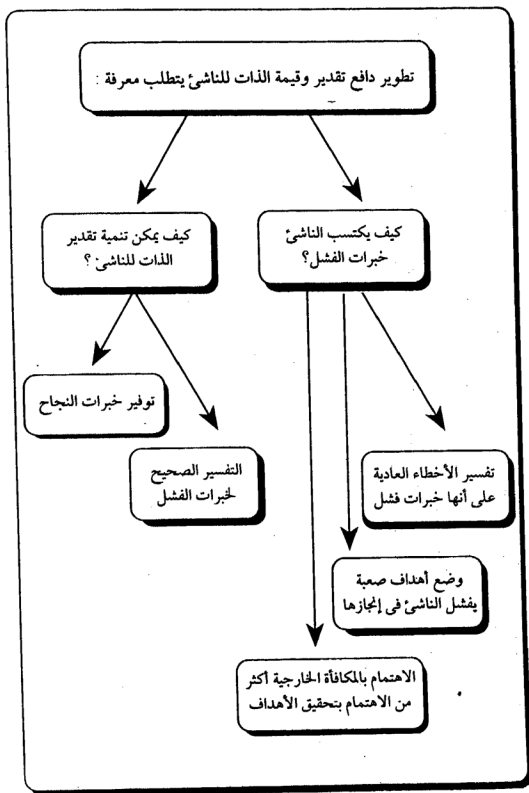 تطوير دافع تقدير وقيمة الذات للناشئ يتطلب معرفة :
كيف يكتسب الناشئ
خبرات الفشل؟
كيف يمكن تنمية تقدير
الذات للناشئ ؟
تفسير الأخطاء العادية
على أنها خبرات فشل
وضع أهداف صعبة
يفشل الناشئ فى إنجازها
الاهتمام بالمكافأة الخارجية أكثر
من الاهتمام بتحقيق الأهداف
توفير خبرات النجاح
التفسير الصحيح
لخبرات الفشل